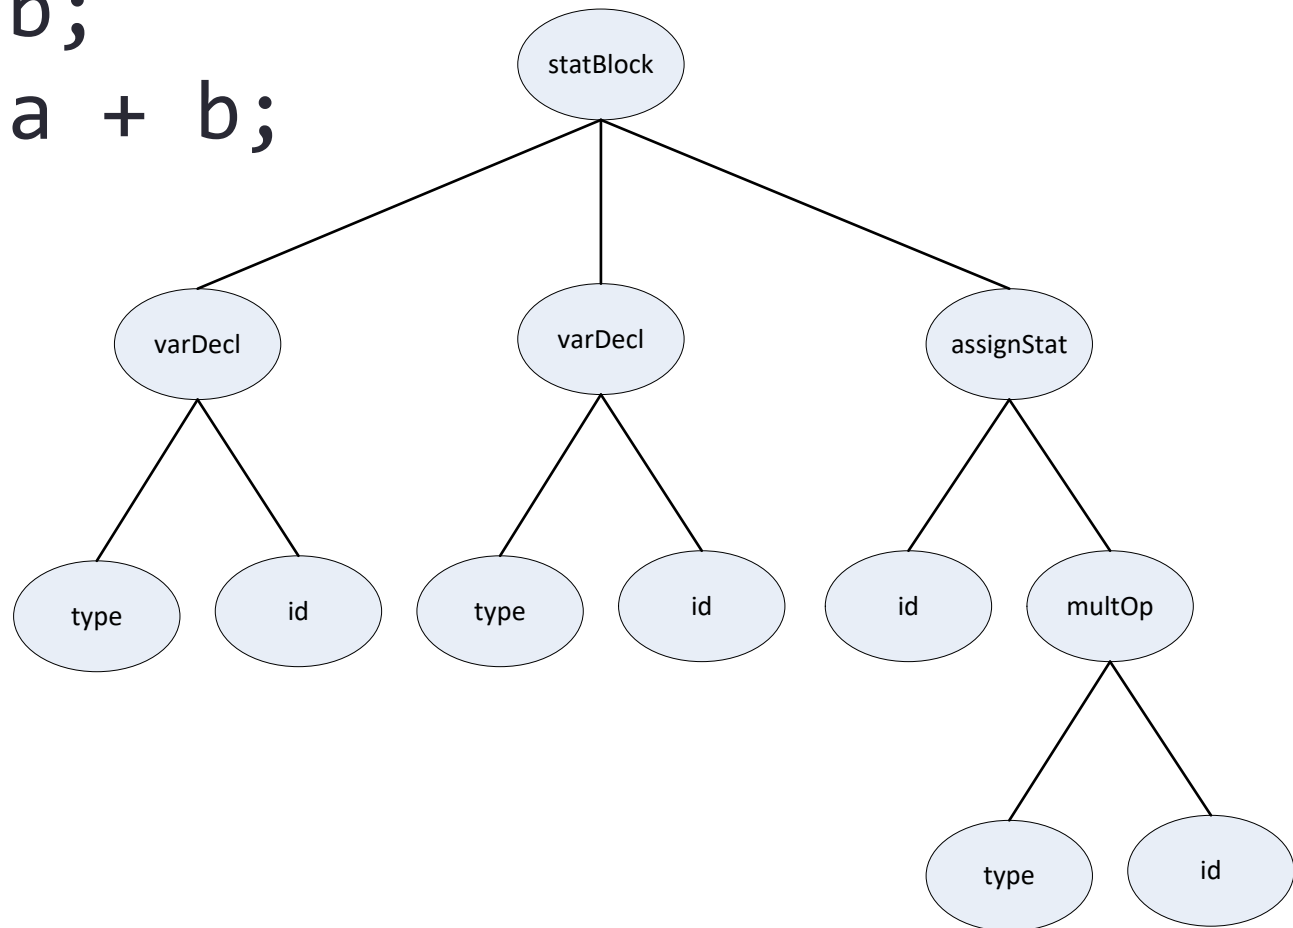 b;
a + b;
statBlock
varDecl
varDecl
assignStat
type
id
type
id
id
multOp
type
id